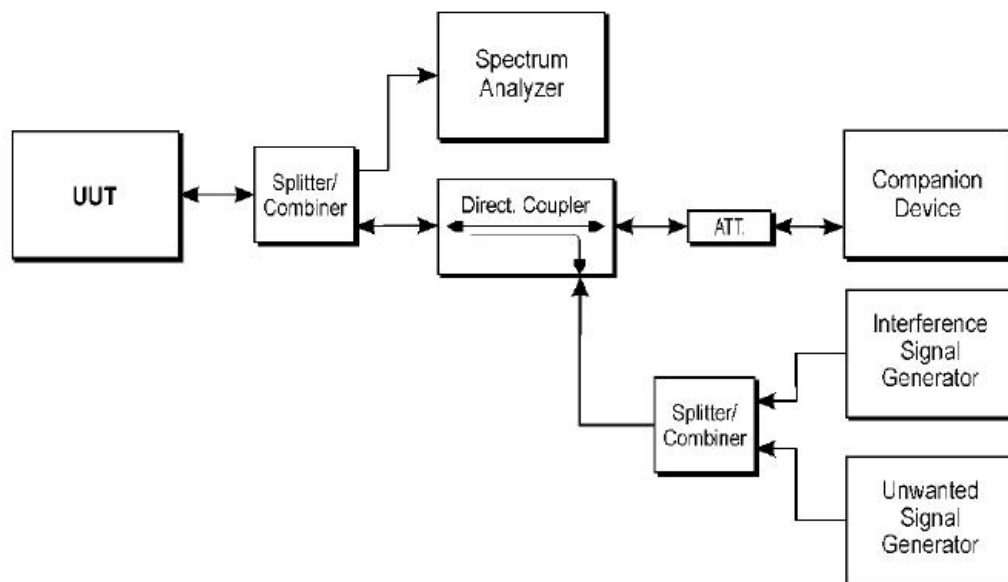 Spectrum
Analyzer
UUT
Splitter/
Combiner
Direct. Coupler
ATT.
Companion
Device
Interference
Signal
Generator
Splitter/
Combiner
Unwanted
Signal
Generator